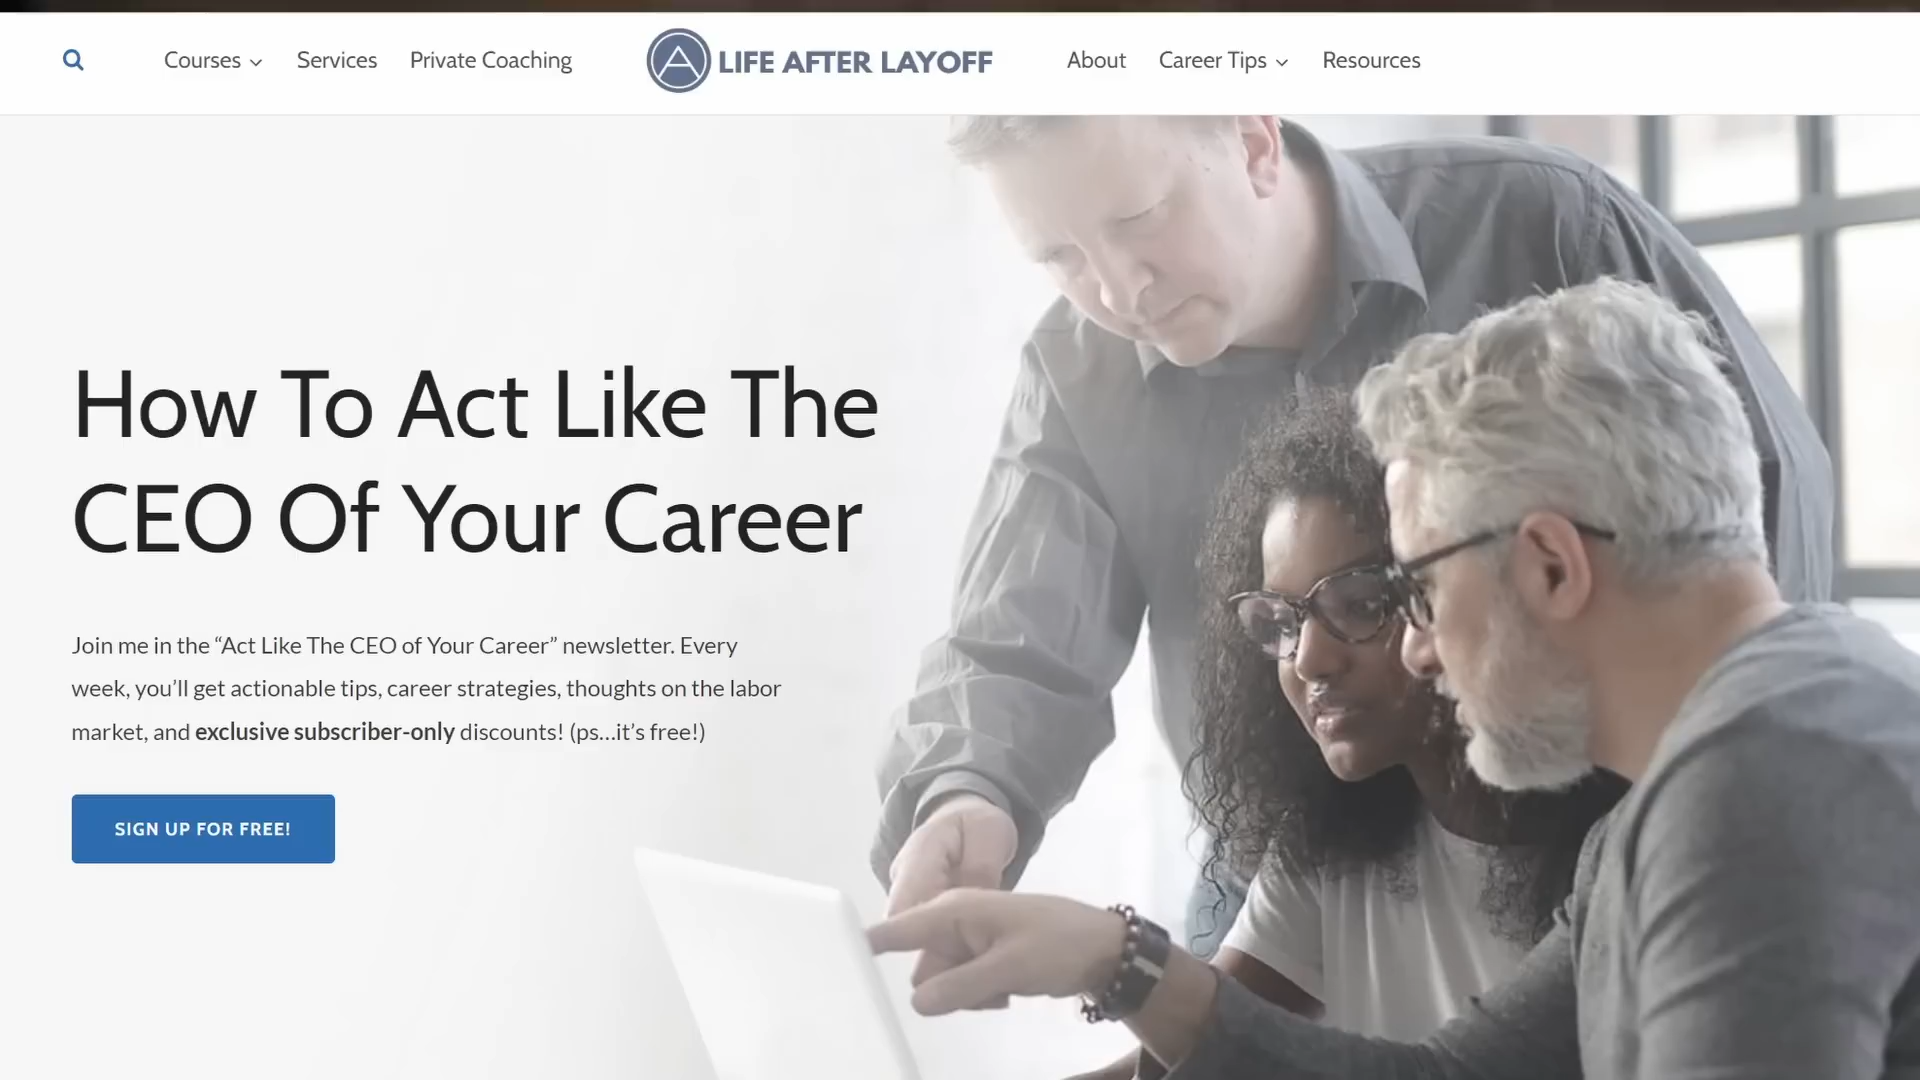 Courses Services Private Coaching LIFE AFTER LAYOFF About Career Tips Resources
How To Act Like The
CEO Of Your Career
Join me in the “Act Like The CEO of Your Career” newsletter. Every
week, you’ll get actionable tips, career strategies, thoughts on the labor
market, and exclusive subscriber-only discounts! (ps…it’s free!)
SIGN UP FOR FREE!